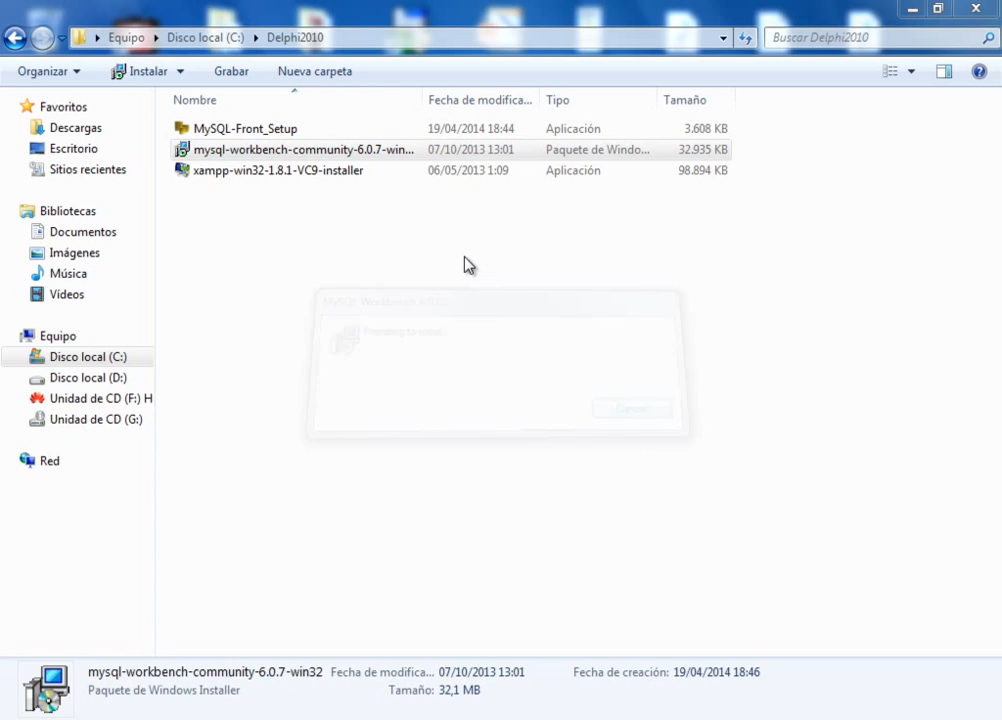 Equipo ▸ Disco local (C:) ▸ Delphi2010
Buscar Delphi2010
Organizar Instalar Grabar Nueva carpeta
Nombre Fecha de modifica... Tipo Tamaño
MySQL-Front_Setup 19/04/2014 18:44 Aplicación 3.608 KB
mysql-workbench-community-6.0.7-win... 07/10/2013 13:01 Paquete de Windo... 32.935 KB
xampp-win32-1.8.1-VC9-installer 06/05/2013 1:09 Aplicación 98.894 KB
Favoritos
Descargas
Escritorio
Sitios recientes
Bibliotecas
Documentos
Imágenes
Música
Vídeos
Equipo
Disco local (C:)
Disco local (D:)
Unidad de CD (F:) H
Unidad de CD (G:)
Red
MySQL Workbench
Preparing to install
Cancel
mysql-workbench-community-6.0.7-win32 Fecha de modifica... 07/10/2013 13:01 Fecha de creación: 19/04/2014 18:46
Paquete de Windows Installer Tamaño: 32,1 MB